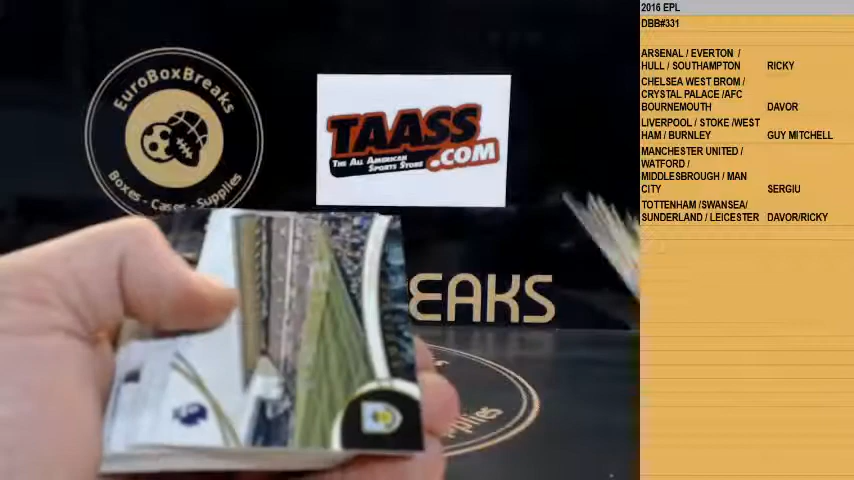 EuroBoxBreaks
Boxes - Cases - Supplies
TAASS
.COM
THE ALL AMERICAN
SPORTS STORE
EAKS
plies
2016 EPL
DBB#331
ARSENAL / EVERTON /
HULL / SOUTHAMPTON RICKY
CHELSEA WEST BROM /
CRYSTAL PALACE /AFC
BOURNEMOUTH DAVOR
LIVERPOOL / STOKE /WEST
HAM / BURNLEY GUY MITCHELL
MANCHESTER UNITED /
WATFORD /
MIDDLESBROUGH / MAN
CITY SERGIU
TOTTENHAM /SWANSEA/
SUNDERLAND / LEICESTER DAVOR/RICKY